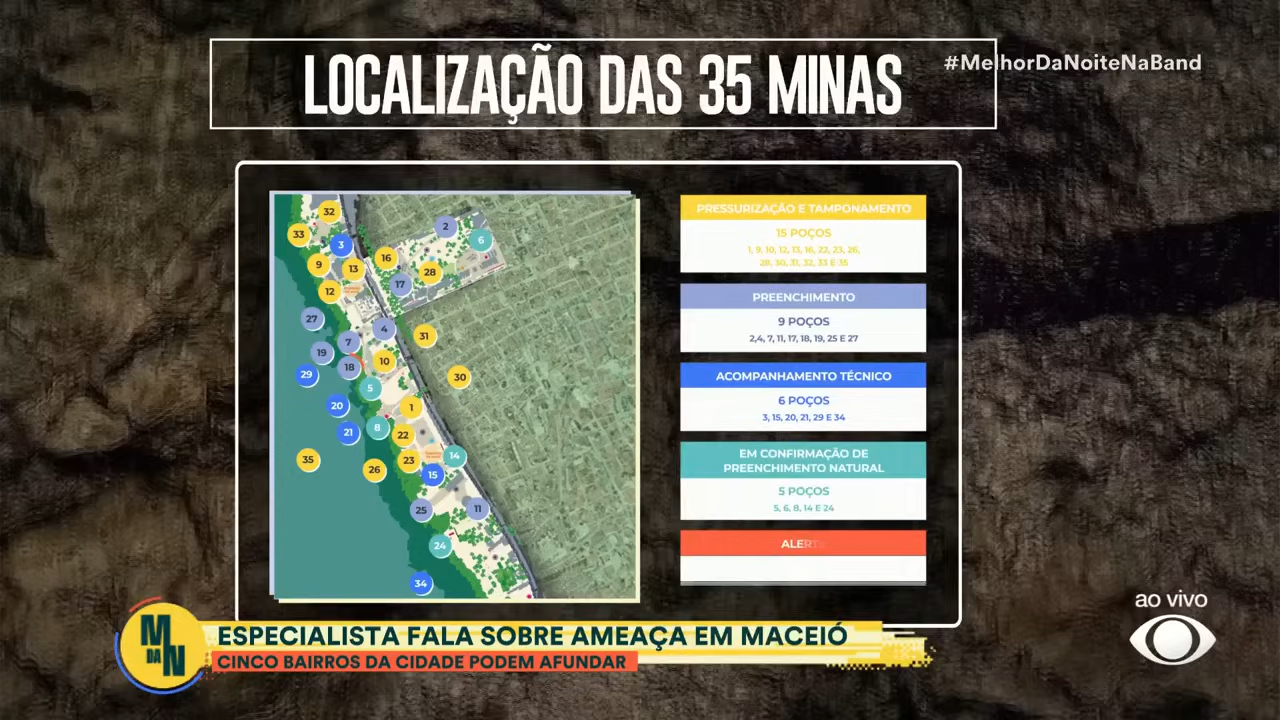 LOCALIZAÇÃO DAS 35 MINAS
#MelhorDaNoiteNaBand
32
33
3
2
6
9
13
16
28
12
17
27
4
31
7
19
18
10
29
30
5
20
1
21
8
22
35
26
23
14
15
25
11
24
34
PRESSURIZAÇÃO E TAMPONAMENTO
15 POÇOS
1, 9, 10, 12, 13, 16, 22, 23, 26,
28, 30, 31, 32, 33 E 35
PREENCHIMENTO
9 POÇOS
2,4, 7, 11, 17, 18, 19, 25 E 27
ACOMPANHAMENTO TÉCNICO
6 POÇOS
3, 15, 20, 21, 29 E 34
EM CONFIRMAÇÃO DE
PREENCHIMENTO NATURAL
5 POÇOS
5, 6, 8, 14 E 24
ALER
ao vivo
M
DA
N
ESPECIALISTA FALA SOBRE AMEAÇA EM MACEIÓ
CINCO BAIRROS DA CIDADE PODEM AFUNDAR